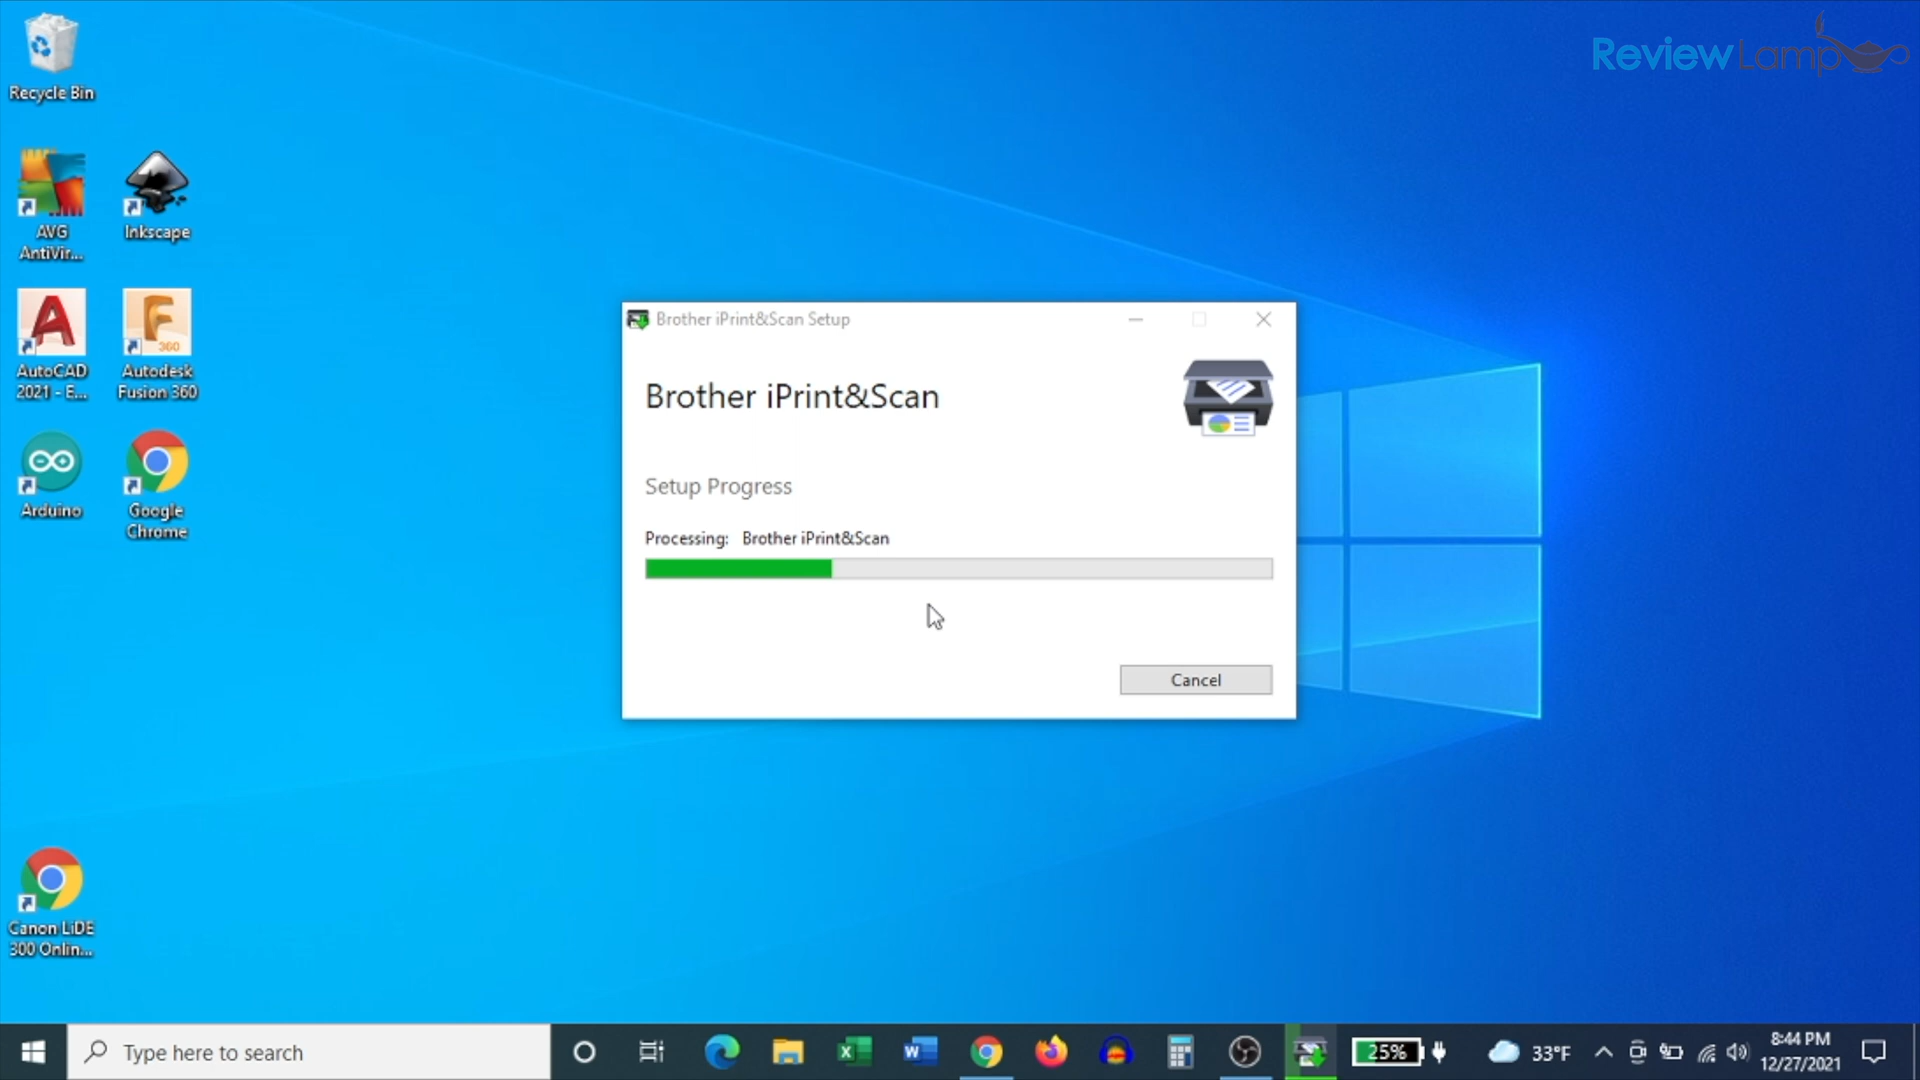 ReviewLamp
Recycle Bin
AVG
AntiVir...
Inkscape
AutoCAD
2021 - E...
Autodesk
Fusion 360
360
Arduino
Google
Chrome
Canon LiDE
300 Onlin...
Brother iPrint&Scan Setup
Brother iPrint&Scan
Setup Progress
Processing: Brother iPrint&Scan
Cancel
Type here to search
25%
33°F
8:44 PM
12/27/2021